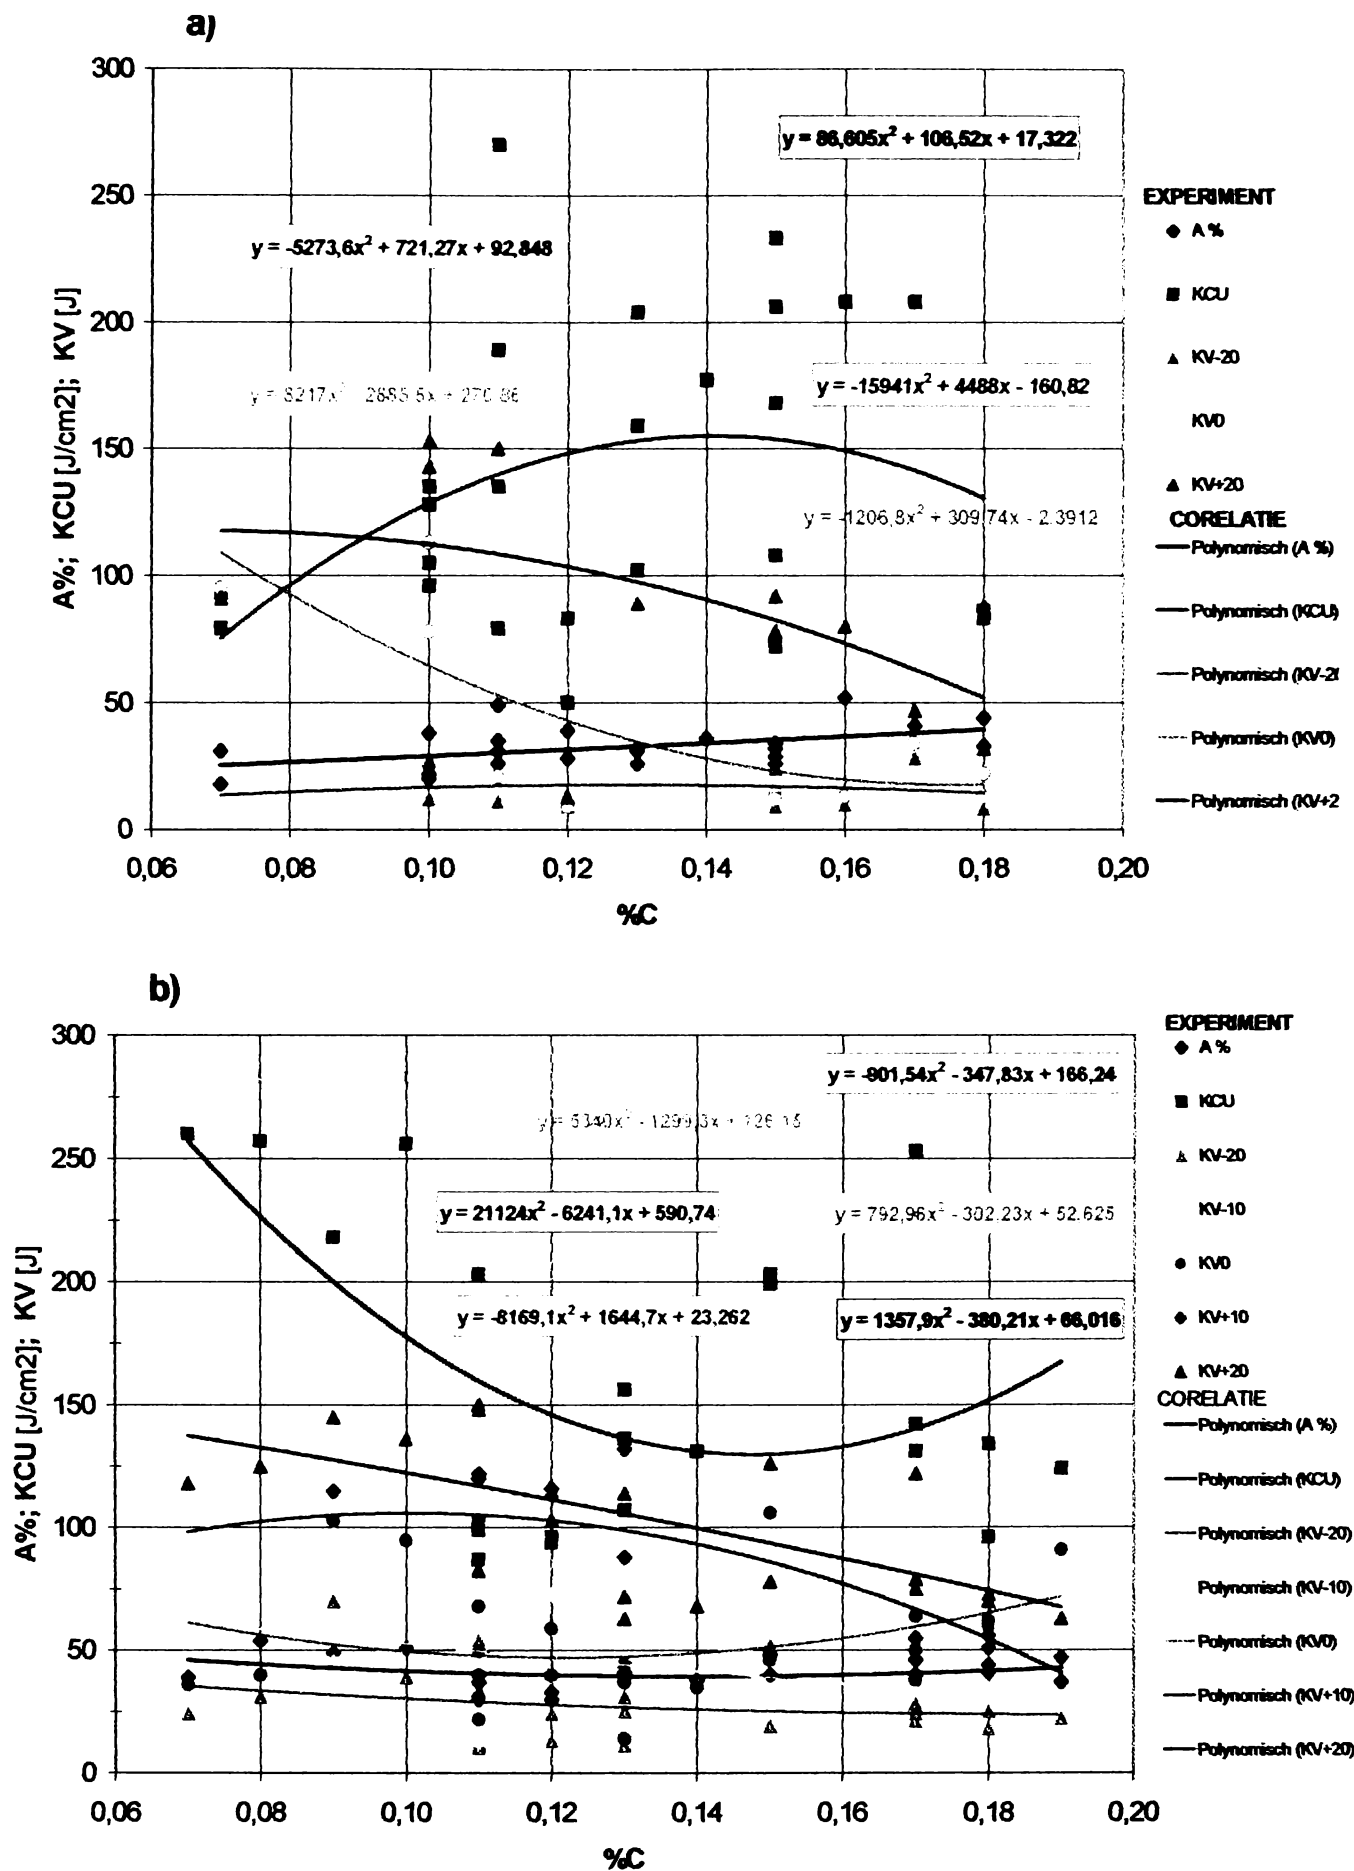 a)
300
250
200
150
100
50
0
A%; KCU [J/cm2]; KV [J]
y = 86,605x² + 106,52x + 17,322
y = -5273,6x² + 721,27x + 92,848
y = -15941x² + 4488x - 160,82
y = -1206,8x² + 309,74x - 2.3912
0,06 0,08 0,10 0,12 0,14 0,16 0,18 0,20
%C
EXPERIMENT
A %
KCU
KV-20
KV0
KV+20
CORELATIE
Polynomisch (A %)
Polynomisch (KCU)
Polynomisch (KV-2(
Polynomisch (KV0)
Polynomisch (KV+2
b)
300
250
200
150
100
50
0
A%; KCU [J/cm2]; KV [J]
y = -901,54x² - 347,83x + 166,24
y = 21124x² - 6241,1x + 590,74
y = 792,96x² - 302,23x + 52.625
y = -8169,1x² + 1644,7x + 23,262
y = 1357,9x² - 380,21x + 66,016
0,06 0,08 0,10 0,12 0,14 0,16 0,18 0,20
%C
EXPERIMENT
A %
KCU
KV-20
KV-10
KV0
KV+10
KV+20
CORELATIE
Polynomisch (A %)
Polynomisch (KCU)
Polynomisch (KV-20)
Polynomisch (KV-10)
Polynomisch (KV0)
Polynomisch (KV+10)
Polynomisch (KV+20)